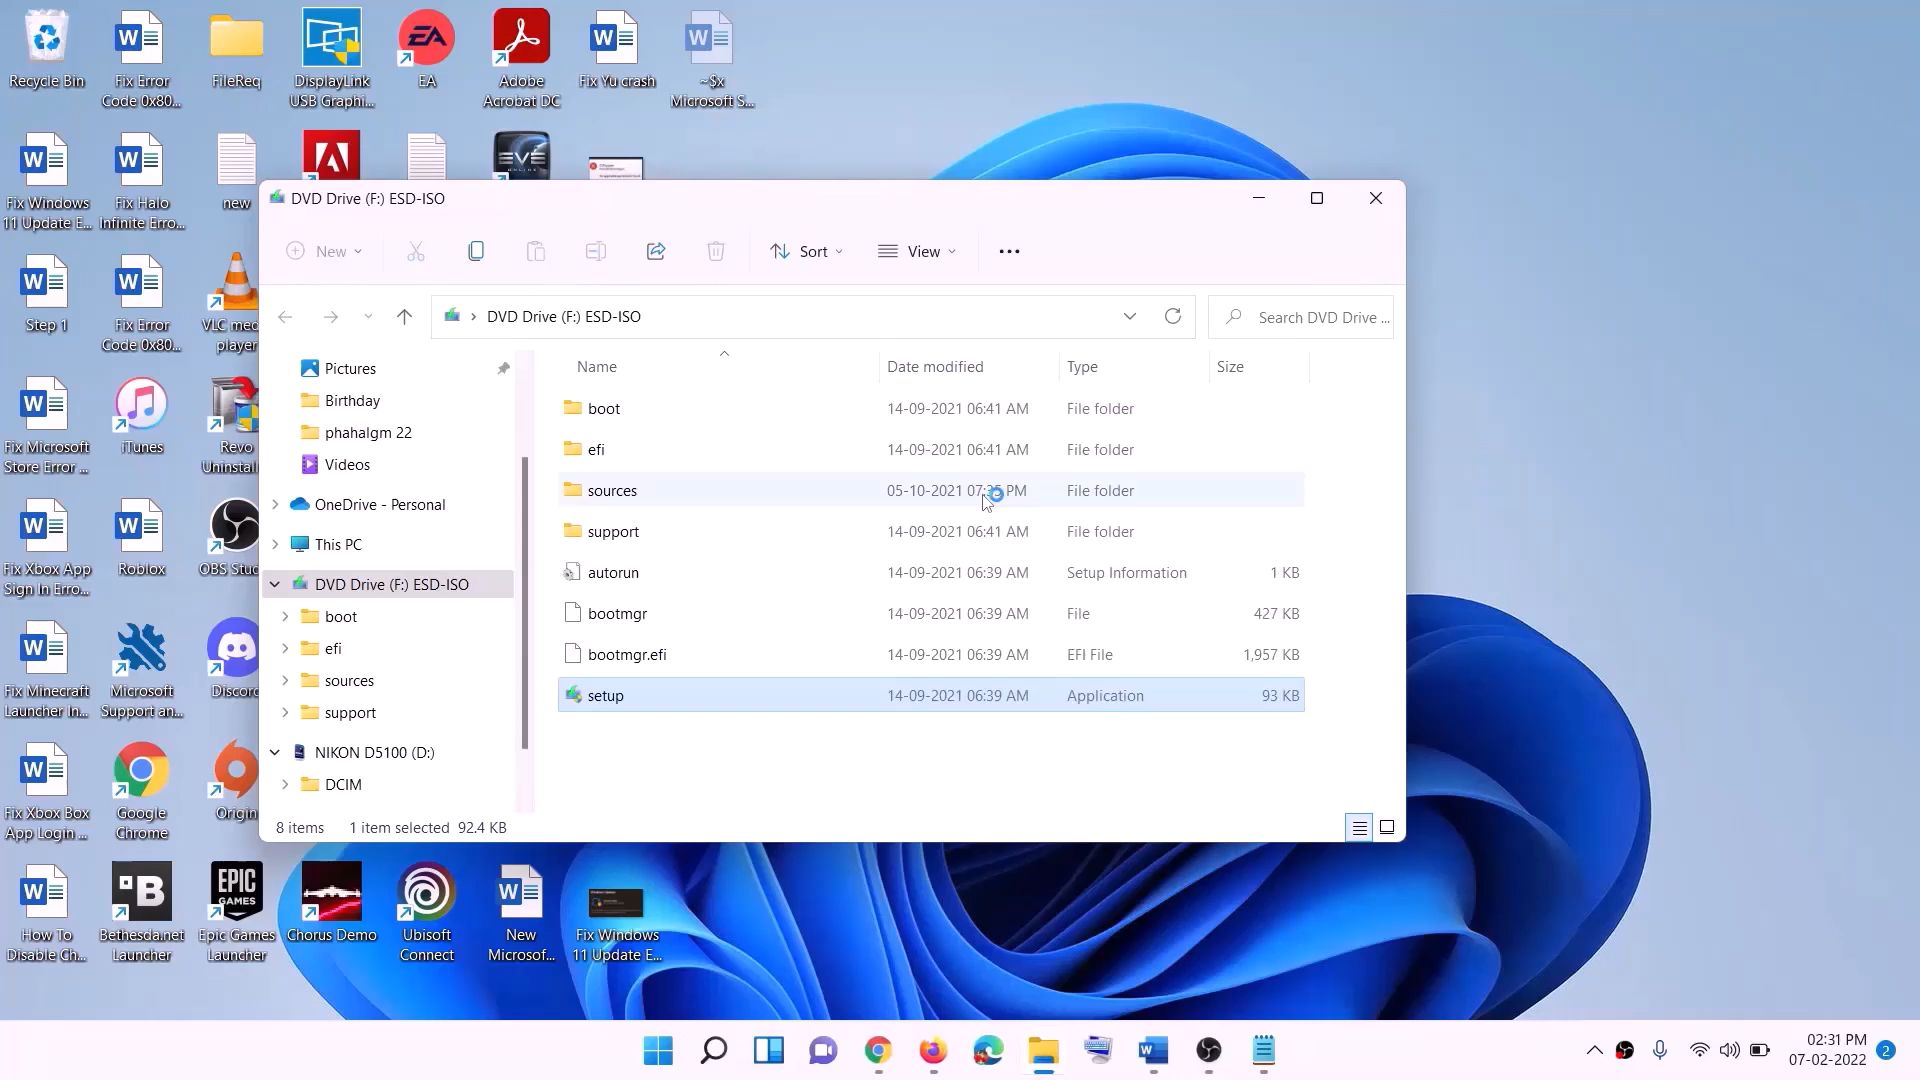 Recycle Bin
Fix Error
Code 0x80...
FileReq
DisplayLink
USB Graphi...
EA
EA
Adobe
Acrobat DC
Fix Yu crash
~$x
Microsoft S...
Fix Windows
11 Update E...
Fix Halo
Infinite Erro...
new
EVE
ONLINE
Step 1
Fix Error
Code 0x80...
VLC med
player
Fix Microsoft
Store Error ...
iTunes
Revo
Uninstall
Fix Xbox App
Sign In Erro...
Roblox
OBS Stud
Fix Minecraft
Launcher In...
Microsoft
Support an...
Discord
Fix Xbox Box
App Login ...
Google
Chrome
Origin
How To
Disable Ch...
Bethesda.net
Launcher
EPIC
GAMES
Epic Games
Launcher
Chorus Demo
Ubisoft
Connect
New
Microsof...
Fix Windows
11 Update E...
DVD Drive (F:) ESD-ISO
New
Sort
View
DVD Drive (F:) ESD-ISO
Search DVD Drive ...
Pictures
Birthday
phahalgm 22
Videos
OneDrive - Personal
This PC
DVD Drive (F:) ESD-ISO
boot
efi
sources
support
NIKON D5100 (D:)
DCIM
Name Date modified Type Size
boot 14-09-2021 06:41 AM File folder
efi 14-09-2021 06:41 AM File folder
sources 05-10-2021 PM File folder
support 14-09-2021 06:41 AM File folder
autorun 14-09-2021 06:39 AM Setup Information 1 KB
bootmgr 14-09-2021 06:39 AM File 427 KB
bootmgr.efi 14-09-2021 06:39 AM EFI File 1,957 KB
setup 14-09-2021 06:39 AM Application 93 KB
8 items 1 item selected 92.4 KB
02:31 PM
07-02-2022
2